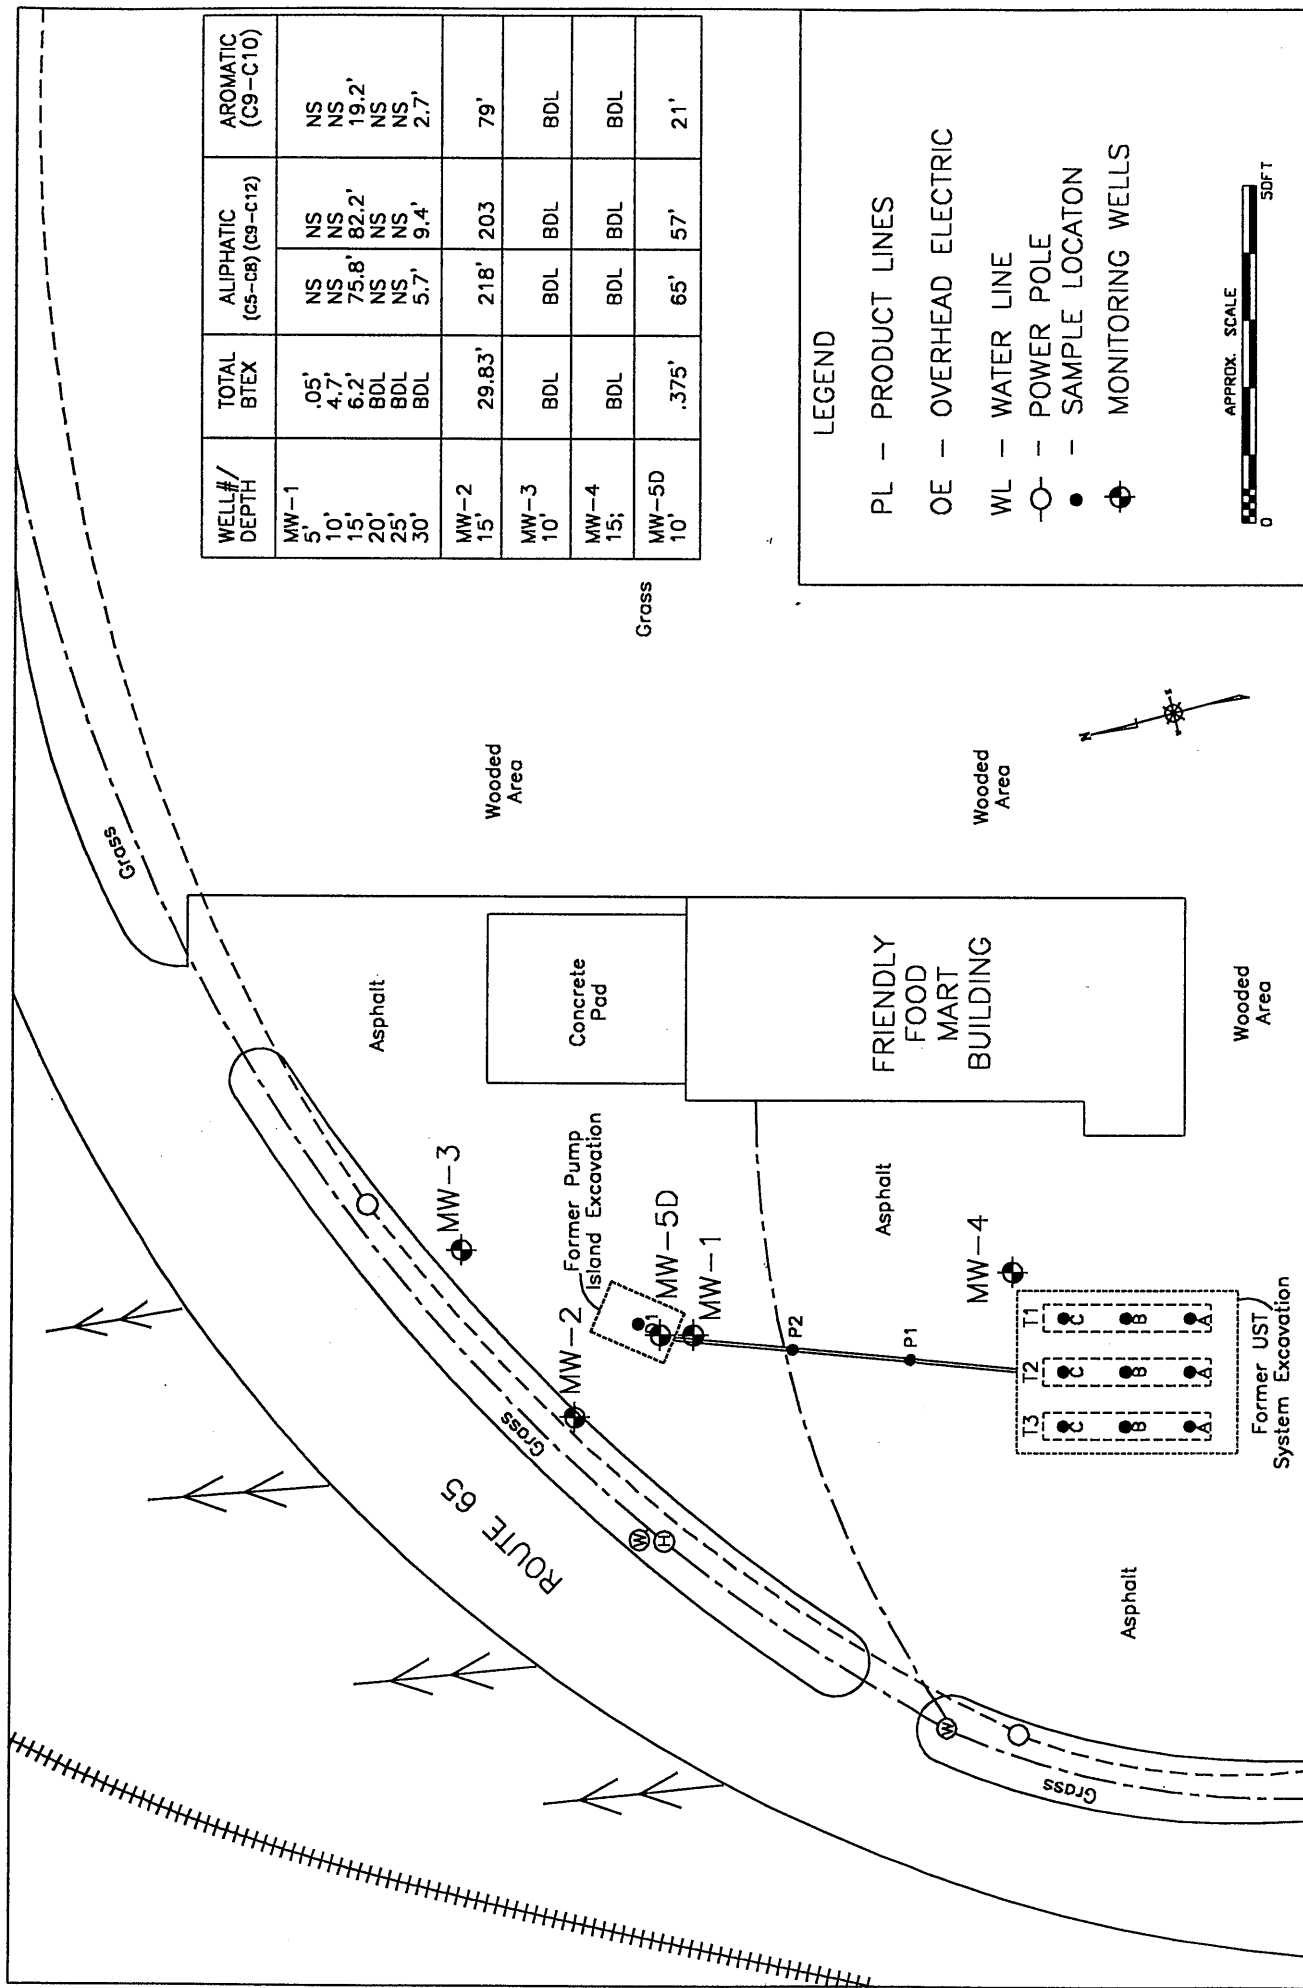 WELL#/ DEPTH TOTAL BTEX ALIPHATIC (C5-C8) (C9-C12) AROMATIC (C9-C10)
MW-1
5' .05' NS NS NS
10' 4.7' NS NS NS
15' 6.2' 75.8' 82.2' 19.2'
20' BDL NS NS NS
25' BDL NS NS NS
30' BDL 5.7' 9.4' 2.7'
MW-2
15' 29.83' 218' 203 79'
MW-3
10' BDL BDL BDL BDL
MW-4
15; BDL BDL BDL BDL
MW-5D
10' .375' 65' 57' 21'
Grass
Grass
Wooded
Area
Asphalt
Concrete
Pad
MW-3
Former Pump
Island Excavation
MW-2
MW-5D
MW-1
Grass
ROUTE 65
W
H
P2
P1
Asphalt
FRIENDLY
FOOD
MART
BUILDING
Wooded
Area
MW-4
T3 T2 T1
C C C
B B B
A A A
Former UST
System Excavation
W
Grass
Asphalt
Wooded
Area
N
LEGEND
PL - PRODUCT LINES
OE - OVERHEAD ELECTRIC
WL - WATER LINE
- POWER POLE
- SAMPLE LOCATON
MONITORING WELLS
APPROX. SCALE
0 50FT